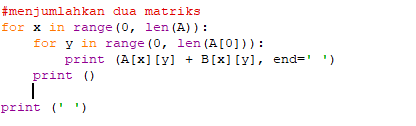 #menjumlahkan dua matriks
for x in range(0, len(A)):
    for y in range(0, len(A[0])):
        print (A[x][y] + B[x][y], end=' ')
    print ()

print (' ')